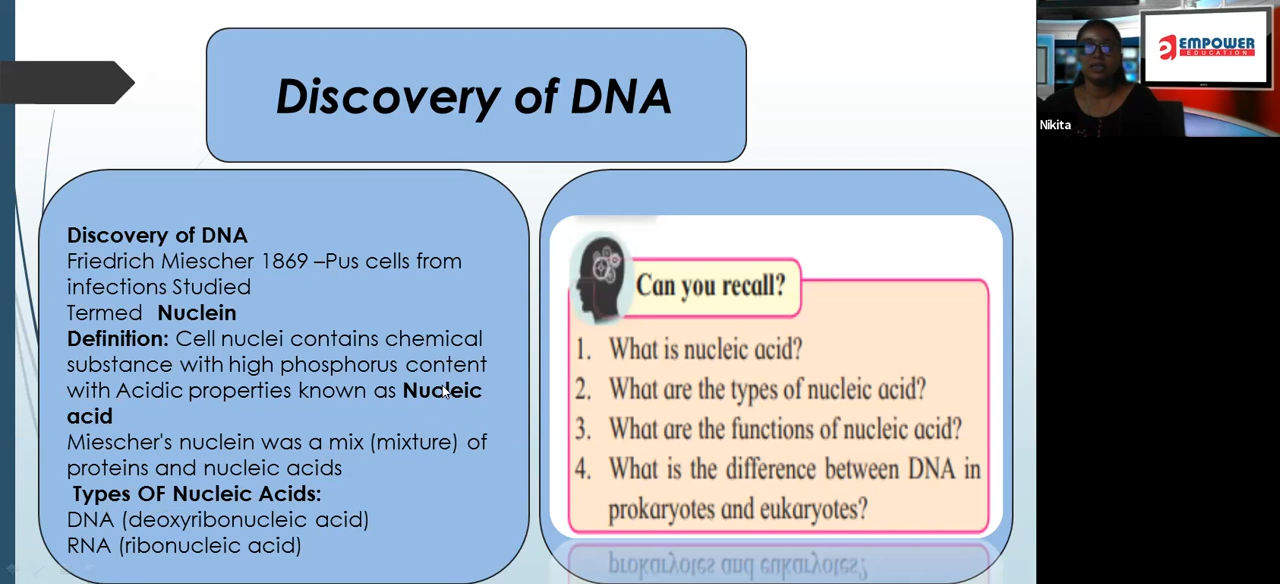 Discovery of DNA
Discovery of DNA
Friedrich Miescher 1869 –Pus cells from
infections Studied
Termed Nuclein
Definition: Cell nuclei contains chemical
substance with high phosphorus content
with Acidic properties known as Nucleic
acid
Miescher's nuclein was a mix (mixture) of
proteins and nucleic acids
Types OF Nucleic Acids:
DNA (deoxyribonucleic acid)
RNA (ribonucleic acid)
Can you recall?
1. What is nucleic acid?
2. What are the types of nucleic acid?
3. What are the functions of nucleic acid?
4. What is the difference between DNA in
prokaryotes and eukaryotes?
prokaryotes and eukaryotes?
EMPOWER
EDUCATION
Nikita